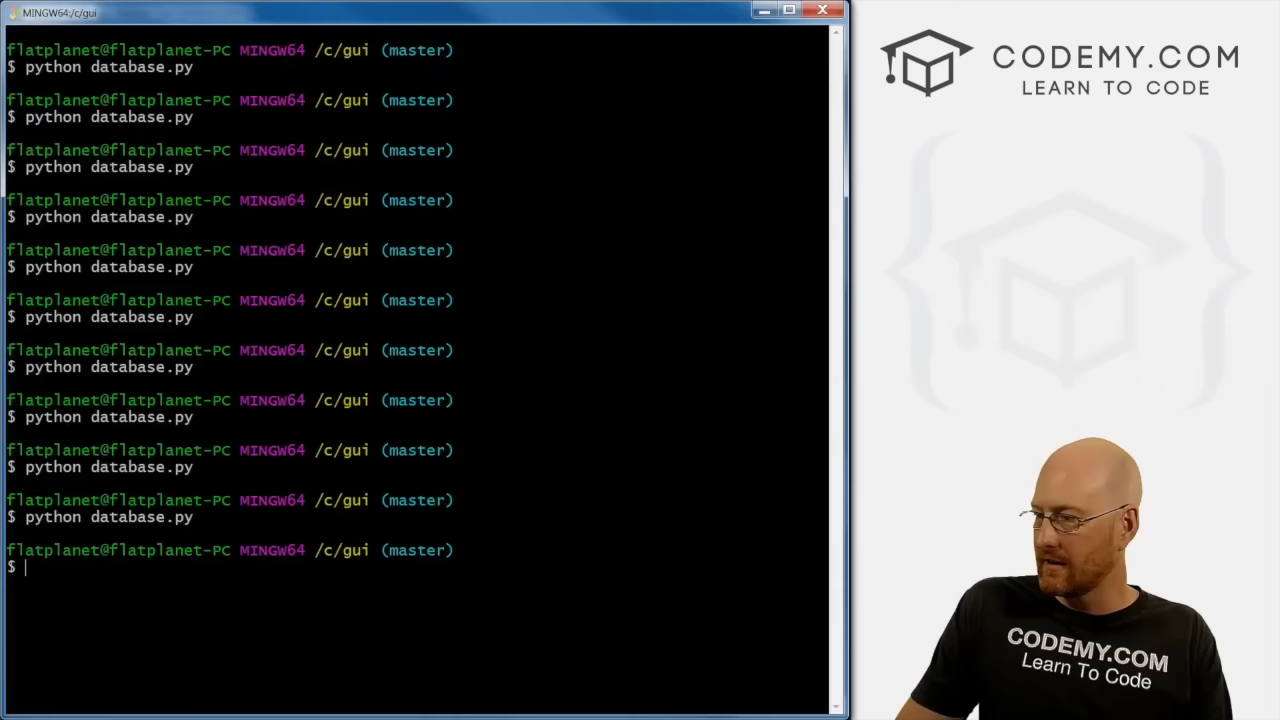 MINGW64:/c/gui
flatplanet@flatplanet-PC MINGW64 /c/gui (master)
$ python database.py
flatplanet@flatplanet-PC MINGW64 /c/gui (master)
$ python database.py
flatplanet@flatplanet-PC MINGW64 /c/gui (master)
$ python database.py
flatplanet@flatplanet-PC MINGW64 /c/gui (master)
$ python database.py
flatplanet@flatplanet-PC MINGW64 /c/gui (master)
$ python database.py
flatplanet@flatplanet-PC MINGW64 /c/gui (master)
$ python database.py
flatplanet@flatplanet-PC MINGW64 /c/gui (master)
$ python database.py
flatplanet@flatplanet-PC MINGW64 /c/gui (master)
$ python database.py
flatplanet@flatplanet-PC MINGW64 /c/gui (master)
$ python database.py
flatplanet@flatplanet-PC MINGW64 /c/gui (master)
$ python database.py
flatplanet@flatplanet-PC MINGW64 /c/gui (master)
$
CODEMY.COM
LEARN TO CODE
CODEMY.COM
Learn To Code